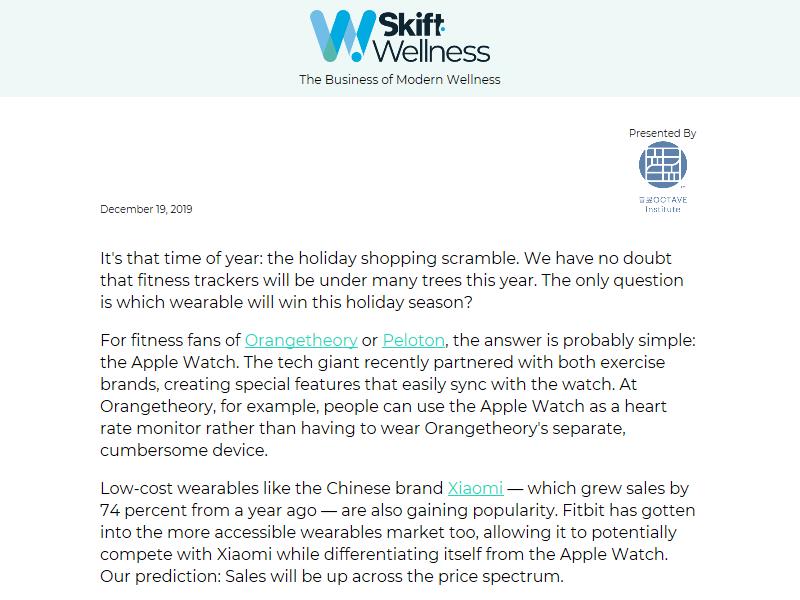 Skift
Wellness
The Business of Modern Wellness
Presented By
OCTAVE
Institute
December 19, 2019
It's that time of year: the holiday shopping scramble. We have no doubt
that fitness trackers will be under many trees this year. The only question
is which wearable will win this holiday season?
For fitness fans of Orangetheory or Peloton, the answer is probably simple:
the Apple Watch. The tech giant recently partnered with both exercise
brands, creating special features that easily sync with the watch. At
Orangetheory, for example, people can use the Apple Watch as a heart
rate monitor rather than having to wear Orangetheory's separate,
cumbersome device.
Low-cost wearables like the Chinese brand Xiaomi — which grew sales by
74 percent from a year ago — are also gaining popularity. Fitbit has gotten
into the more accessible wearables market too, allowing it to potentially
compete with Xiaomi while differentiating itself from the Apple Watch.
Our prediction: Sales will be up across the price spectrum.